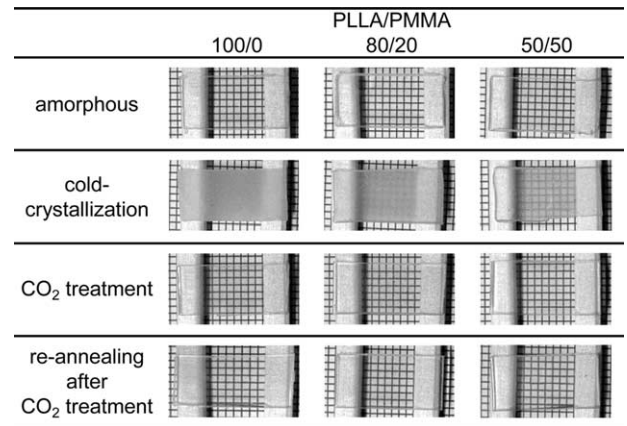 PLLA/PMMA
100/0 80/20 50/50
amorphous
cold-
crystallization
CO₂ treatment
re-annealing
after
CO₂ treatment